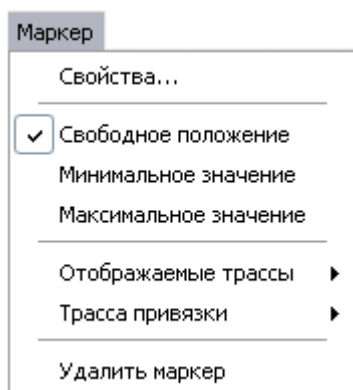 Маркер
Свойства...
Свободное положение
Минимальное значение
Максимальное значение
Отображаемые трассы
Трасса привязки
Удалить маркер